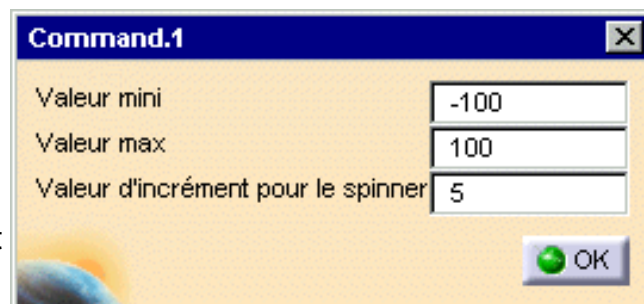 Command.1
Valeur mini -100
Valeur max 100
Valeur d'incrément pour le spinner 5
OK